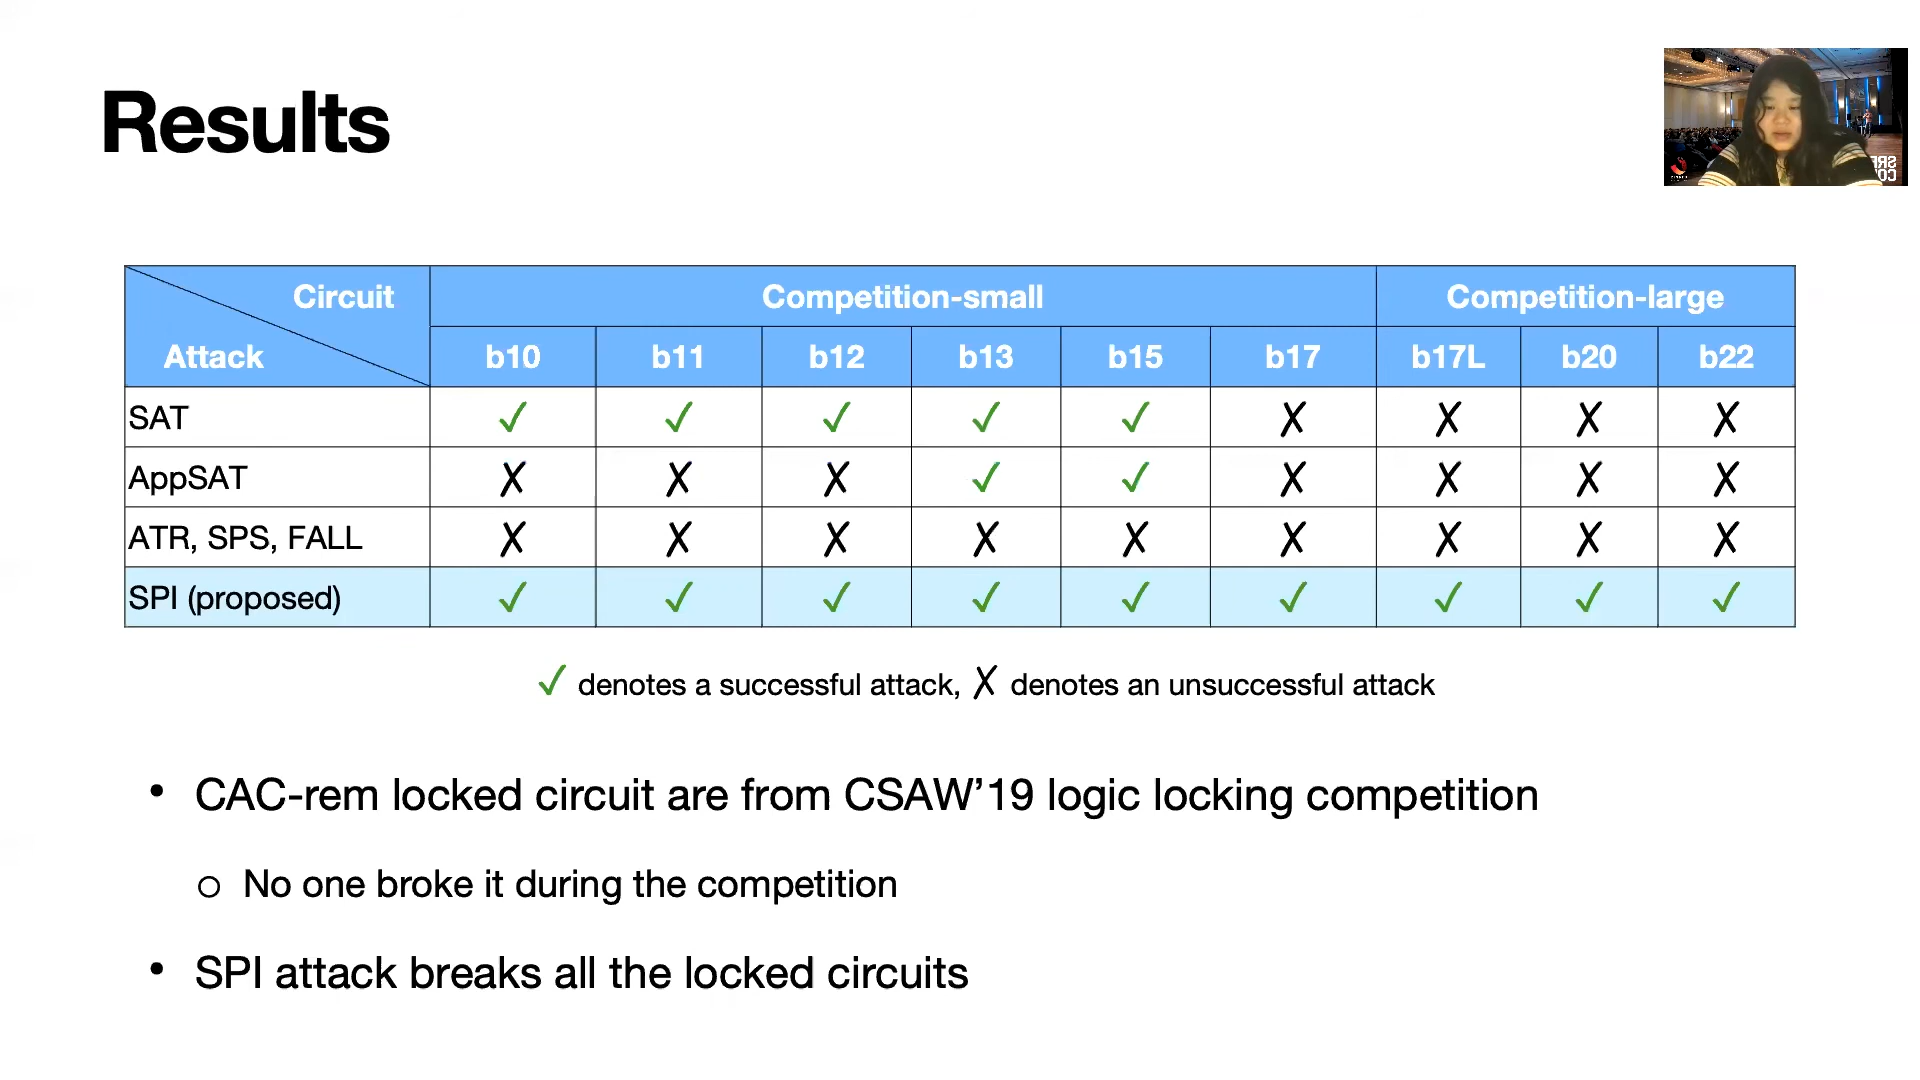 Results
Circuit
Attack
Competition-small
Competition-large
b10 b11 b12 b13 b15 b17 b17L b20 b22
SAT ✓ ✓ ✓ ✓ ✓ ✗ ✗ ✗ ✗
AppSAT ✗ ✗ ✗ ✓ ✓ ✗ ✗ ✗ ✗
ATR, SPS, FALL ✗ ✗ ✗ ✗ ✗ ✗ ✗ ✗ ✗
SPI (proposed) ✓ ✓ ✓ ✓ ✓ ✓ ✓ ✓ ✓
✓ denotes a successful attack, ✗ denotes an unsuccessful attack
• CAC-rem locked circuit are from CSAW’19 logic locking competition
○ No one broke it during the competition
• SPI attack breaks all the locked circuits